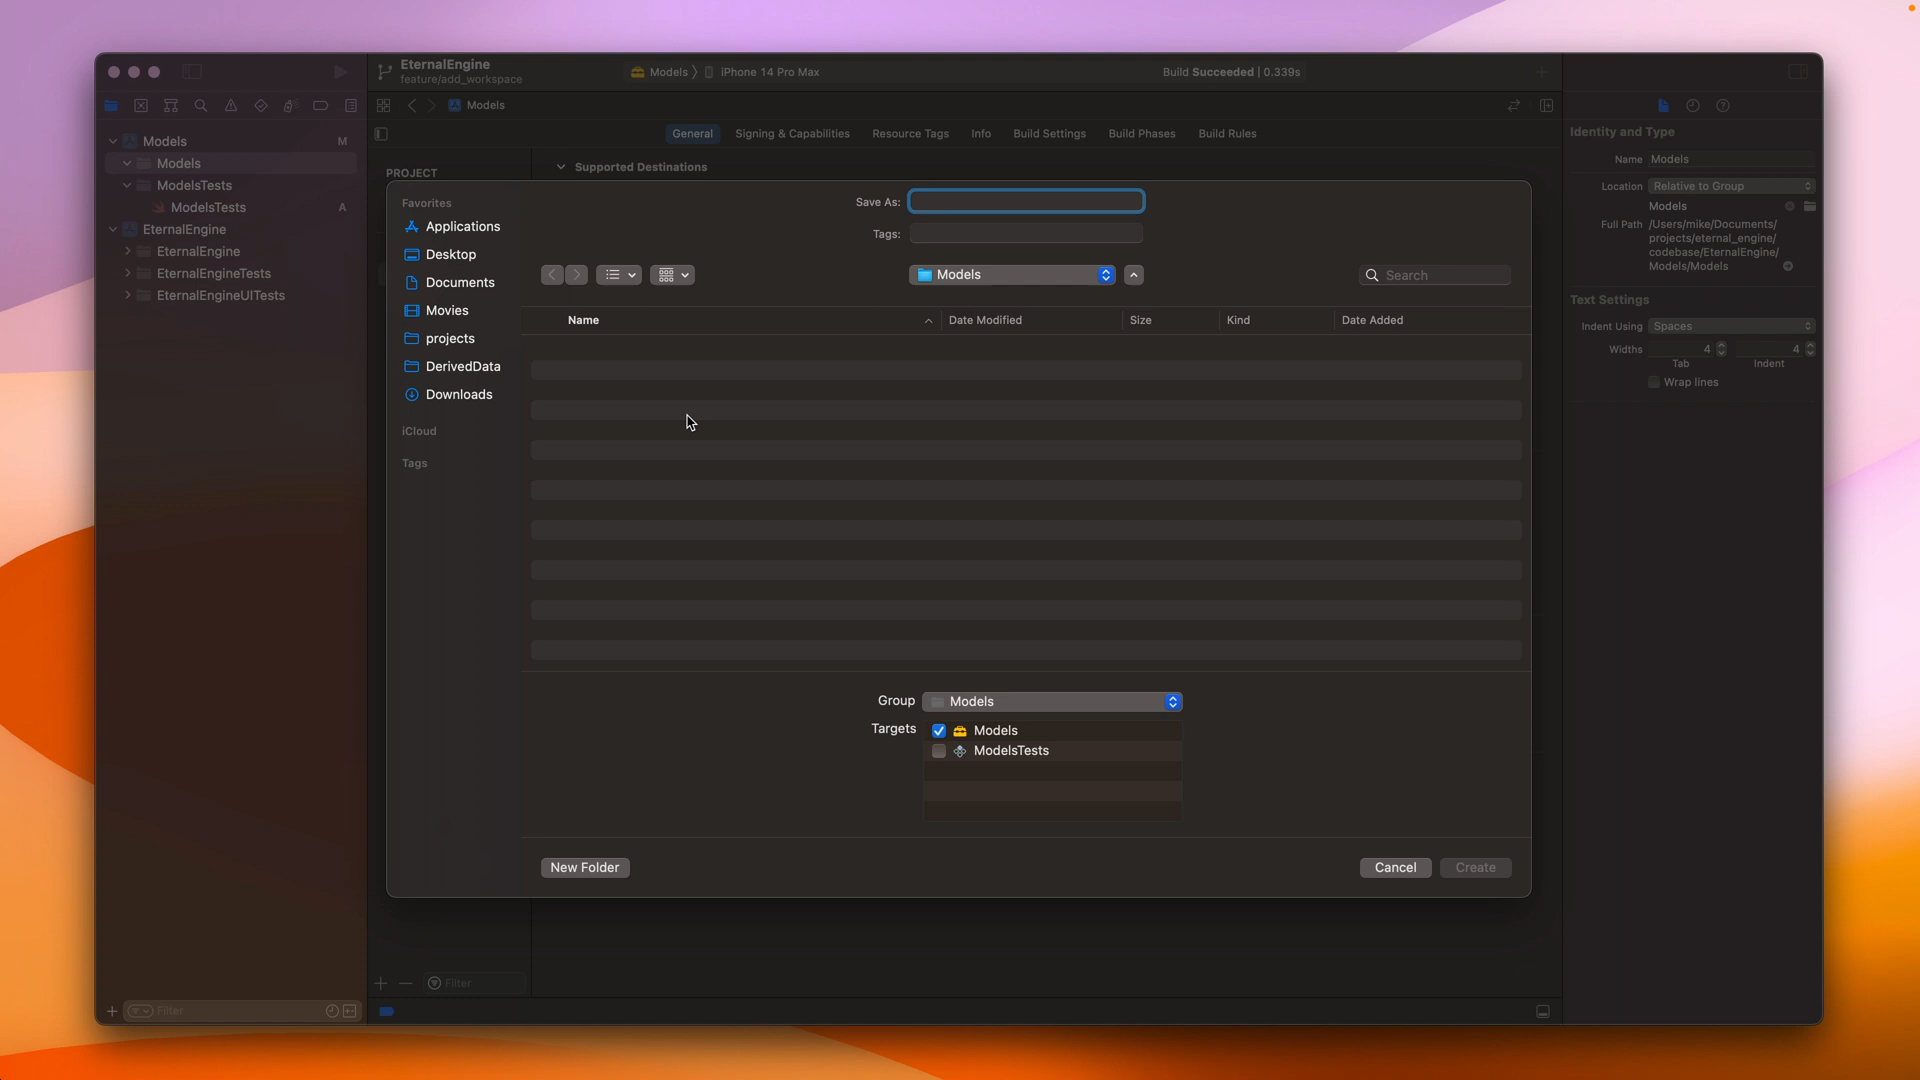 EternalEngine
feature/add_workspace
Models
iPhone 14 Pro Max
Build Succeeded | 0.339s
Models
General
Signing & Capabilities
Resource Tags
Info
Build Settings
Build Phases
Build Rules
Models
M
Models
ModelsTests
ModelsTests
A
EternalEngine
EternalEngine
EternalEngineTests
EternalEngineUITests
Filter
PROJECT
Supported Destinations
Favorites
Applications
Desktop
Documents
Movies
projects
DerivedData
Downloads
iCloud
Tags
Save As:
Tags:
Models
Search
Name
Date Modified
Size
Kind
Date Added
Group
Models
Targets
Models
ModelsTests
New Folder
Cancel
Create
Filter
Identity and Type
Name Models
Location Relative to Group
Models
Full Path /Users/mike/Documents/
projects/eternal_engine/
codebase/EternalEngine/
Models/Models
Text Settings
Indent Using Spaces
Widths 4 4
Tab Indent
Wrap lines